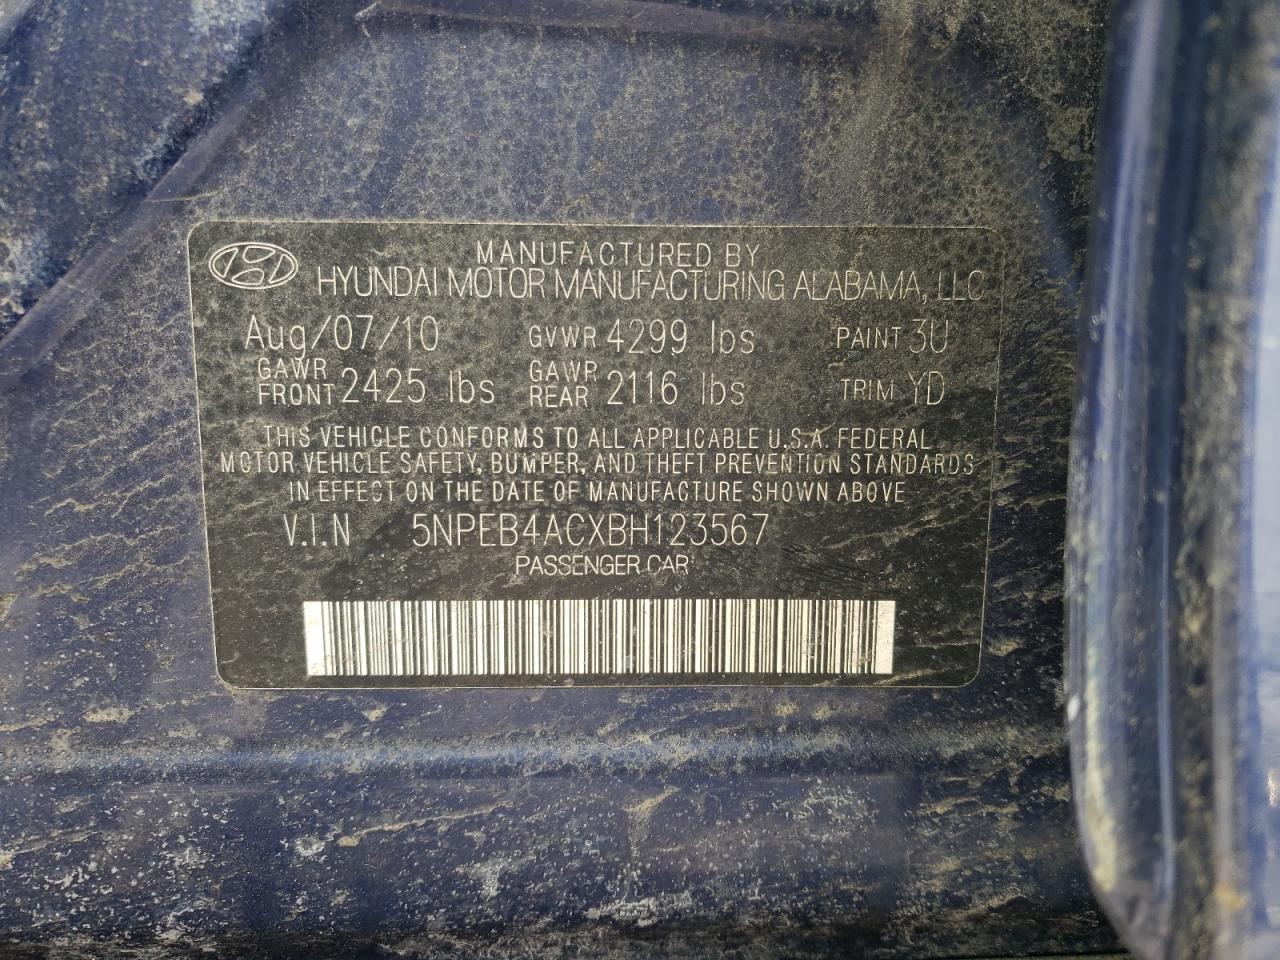 MANUFACTURED BY
HYUNDAI MOTOR MANUFACTURING ALABAMA, LLC
Aug/07/10 GVWR 4299 lbs PAINT 3U
GAWR FRONT 2425 lbs GAWR REAR 2116 lbs TRIM YD
THIS VEHICLE CONFORMS TO ALL APPLICABLE U.S.A. FEDERAL
MOTOR VEHICLE SAFETY, BUMPER, AND THEFT PREVENTION STANDARDS
IN EFFECT ON THE DATE OF MANUFACTURE SHOWN ABOVE
V.I.N 5NPEB4ACXBH123567
PASSENGER CAR